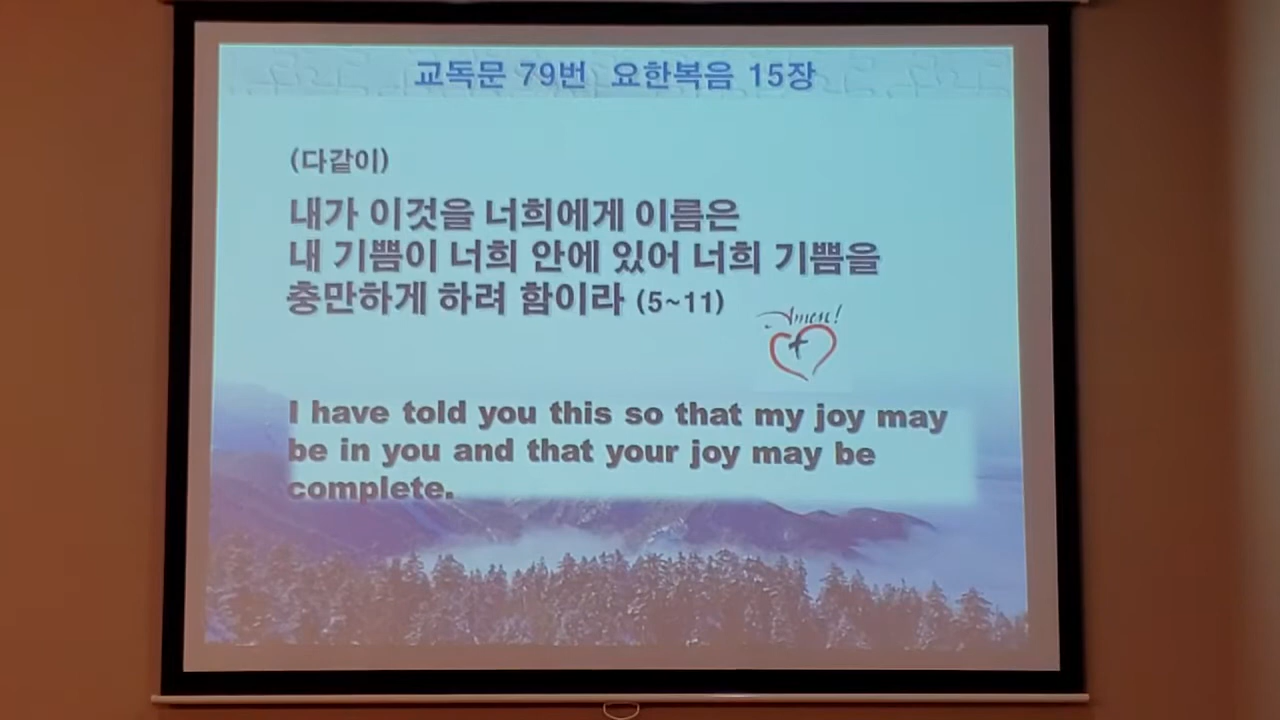 교독문 79번 요한복음 15장
(다같이)
내가 이것을 너희에게 이름은
내 기쁨이 너희 안에 있어 너희 기쁨을
충만하게 하려 함이라 (5~11)
Amen!
I have told you this so that my joy may
be in you and that your joy may be
complete.